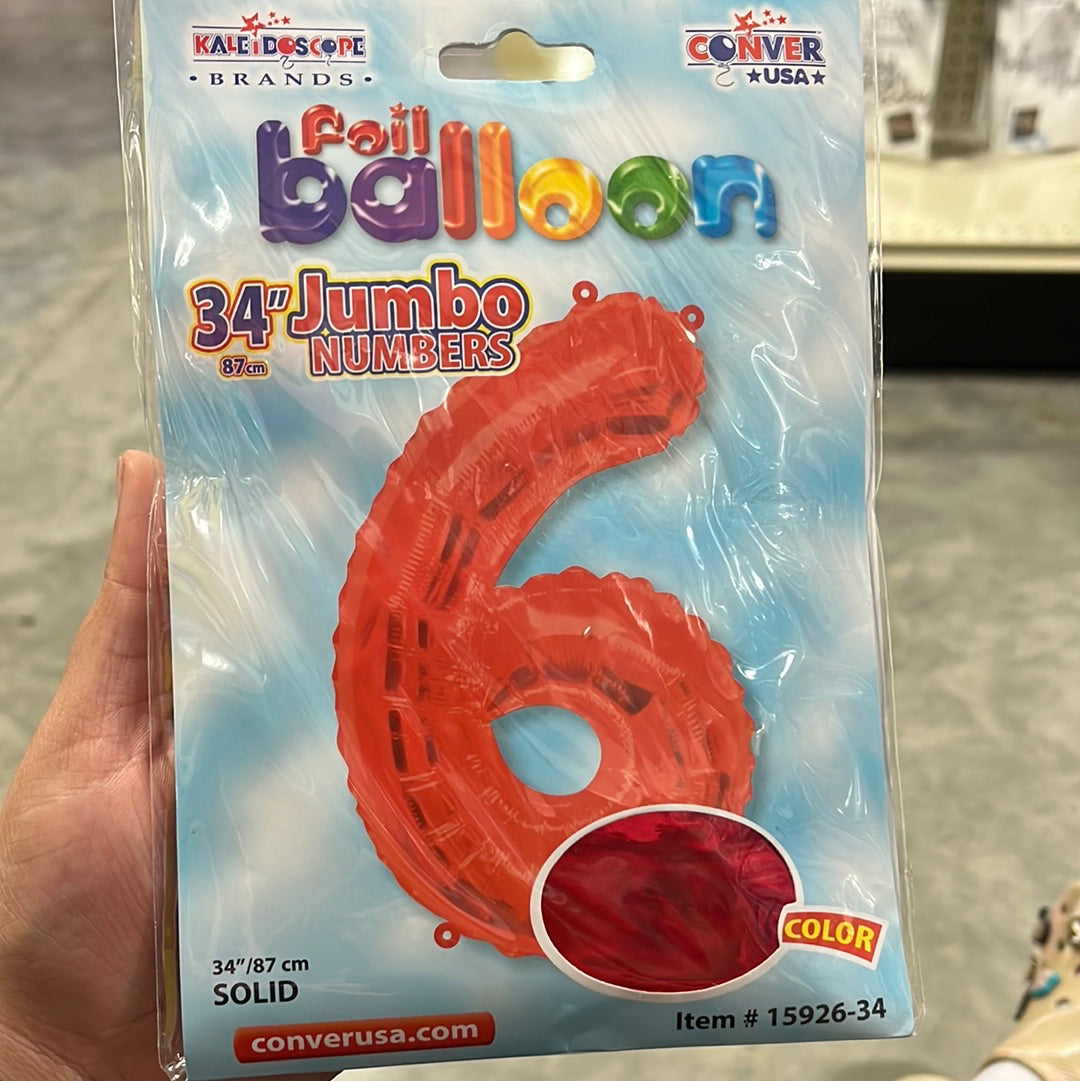 KALEIDOSCOPE
• BRANDS •
CONVER
★USA★
foil
balloon
34" Jumbo
87cm NUMBERS
6
COLOR
34"/87 cm
SOLID
Item # 15926-34
converusa.com